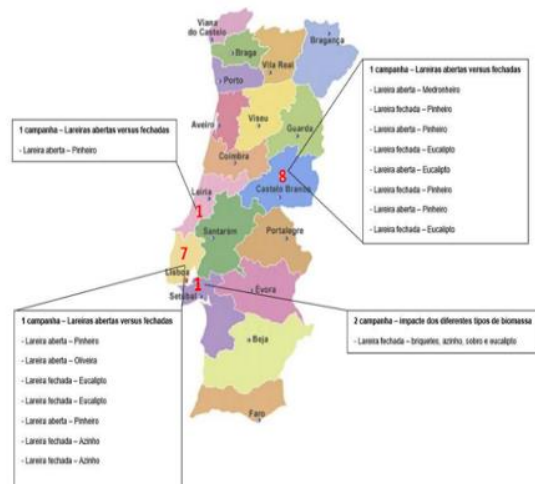 Viana
do Castelo
Bragança
Braga
Vila Real
Porto
Aveiro
Viseu
Guarda
Coimbra
Castelo Branco
Leiria
Santarém
Portalegre
Lisboa
Setúbal
Évora
Beja
Faro
8
1
7
1
1 campanha – Lareiras abertas versus fechadas
- Lareira aberta – Medronheiro
- Lareira fechada – Pinheiro
- Lareira aberta – Pinheiro
- Lareira fechada – Eucalipto
- Lareira aberta – Eucalipto
- Lareira fechada – Pinheiro
- Lareira aberta – Pinheiro
- Lareira fechada – Eucalipto
1 campanha – Lareiras abertas versus fechadas
- Lareira aberta – Pinheiro
1 campanha – Lareiras abertas versus fechadas
- Lareira aberta – Pinheiro
- Lareira aberta – Oliveira
- Lareira fechada – Eucalipto
- Lareira fechada – Eucalipto
- Lareira aberta – Pinheiro
- Lareira fechada – Azinho
- Lareira fechada – Azinho
2 campanha – impacte dos diferentes tipos de biomassa
- Lareira fechada – briquetes, azinho, sobro e eucalipto